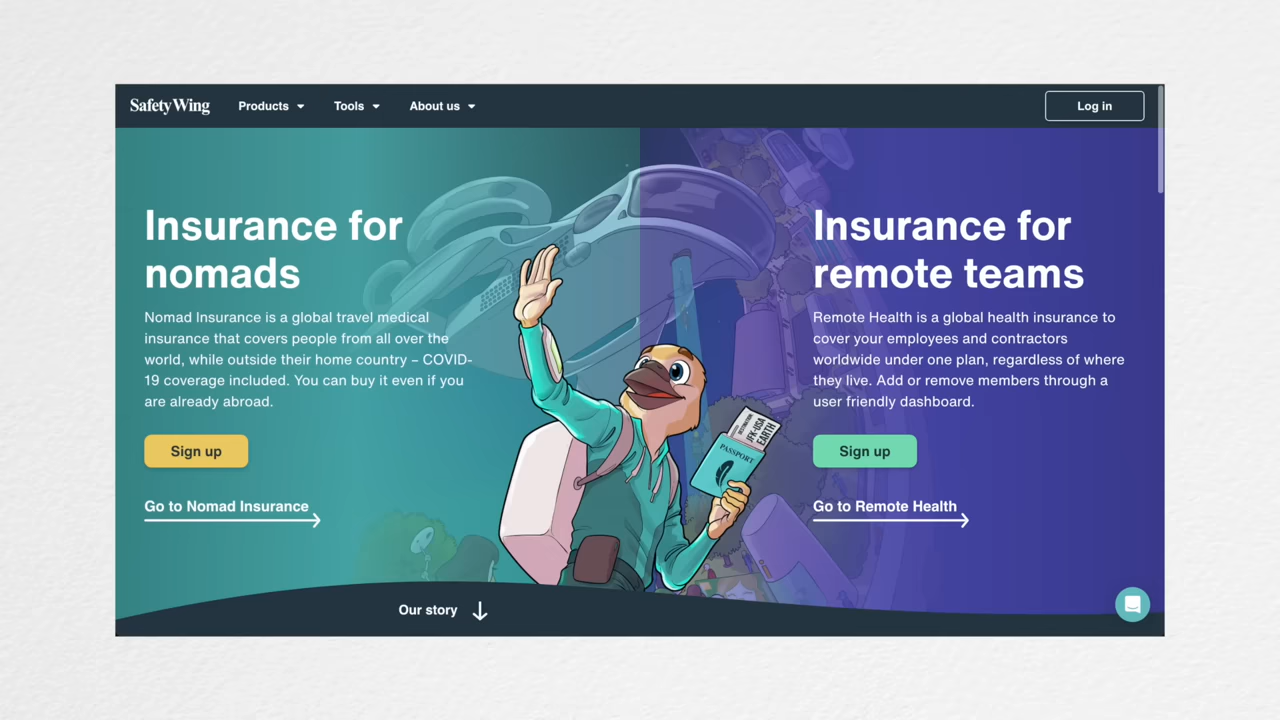 SafetyWing
Products
Tools
About us
Log in
Insurance for
nomads
Nomad Insurance is a global travel medical
insurance that covers people from all over the
world, while outside their home country – COVID-
19 coverage included. You can buy it even if you
are already abroad.
Sign up
Go to Nomad Insurance
Insurance for
remote teams
Remote Health is a global health insurance to
cover your employees and contractors
worldwide under one plan, regardless of where
they live. Add or remove members through a
user friendly dashboard.
Sign up
Go to Remote Health
DESTINATION
JFK-USA
EARTH
PASSPORT
Our story